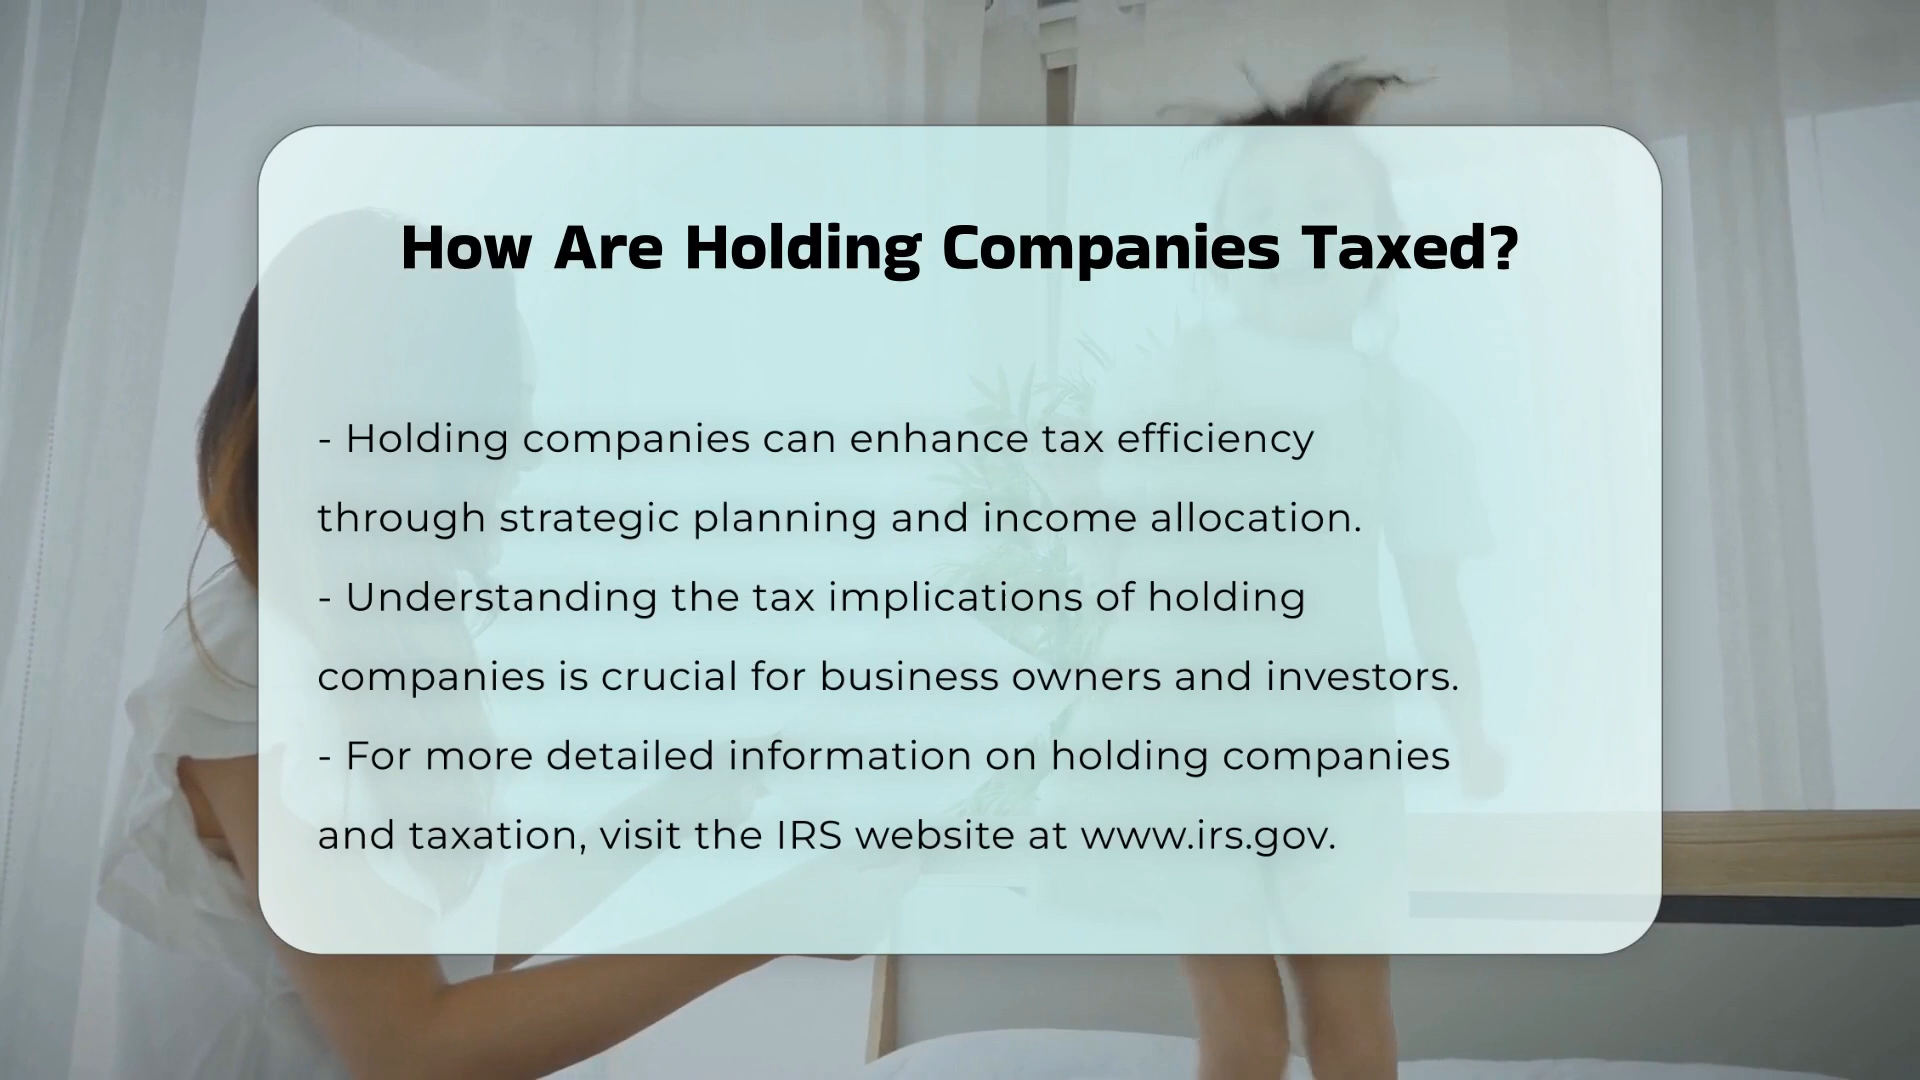 How Are Holding Companies Taxed?
- Holding companies can enhance tax efficiency
through strategic planning and income allocation.
- Understanding the tax implications of holding
companies is crucial for business owners and investors.
- For more detailed information on holding companies
and taxation, visit the IRS website at www.irs.gov.